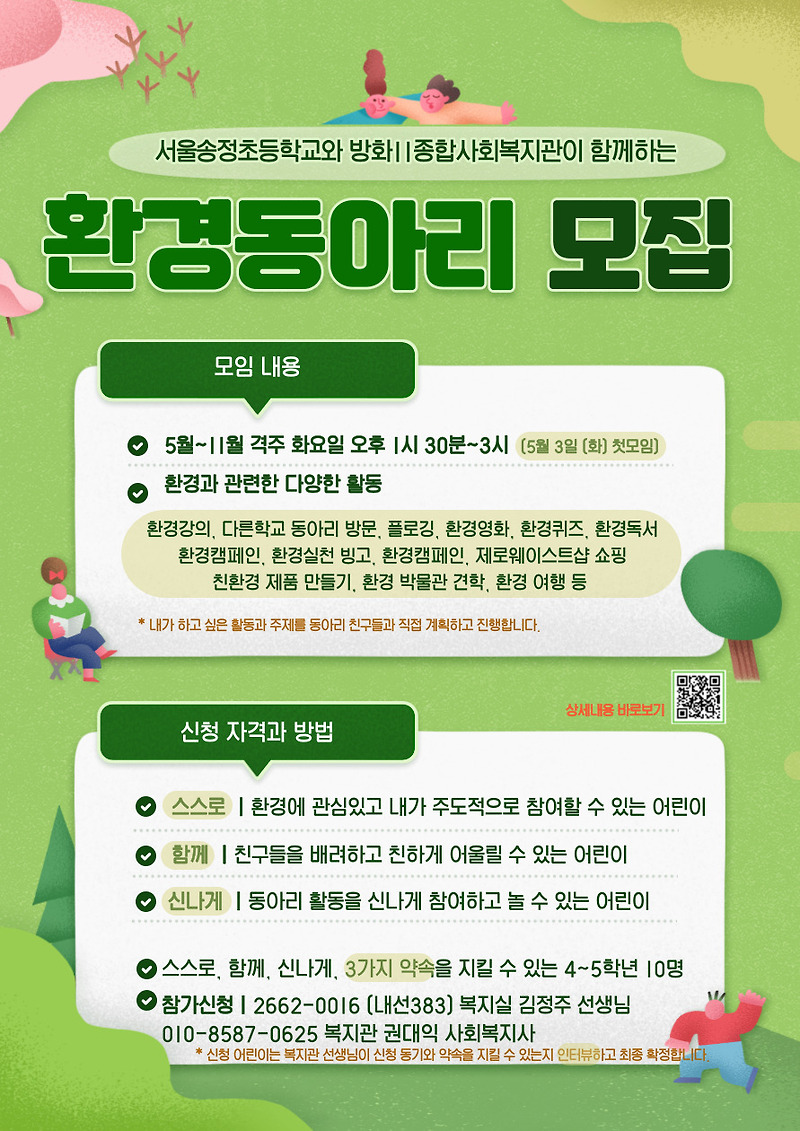 서울송정초등학교와 방화11종합사회복지관이 함께하는
환경동아리 모집
모임 내용
5월~11월 격주 화요일 오후 1시 30분~3시 (5월 3일 (화) 첫모임)
환경과 관련한 다양한 활동
환경강의, 다른학교 동아리 방문, 플로깅, 환경영화, 환경퀴즈, 환경독서
환경캠페인, 환경실천 빙고, 환경캠페인, 제로웨이스트샵 쇼핑
친환경 제품 만들기, 환경 박물관 견학, 환경 여행 등
* 내가 하고 싶은 활동과 주제를 동아리 친구들과 직접 계획하고 진행합니다.
상세내용 바로보기
신청 자격과 방법
스스로 | 환경에 관심있고 내가 주도적으로 참여할 수 있는 어린이
함께 | 친구들을 배려하고 친하게 어울릴 수 있는 어린이
신나게 | 동아리 활동을 신나게 참여하고 놀 수 있는 어린이
스스로, 함께, 신나게, 3가지 약속을 지킬 수 있는 4~5학년 10명
참가신청 | 2662-0016 (내선383) 복지실 김정주 선생님
010-8587-0625 복지관 권대익 사회복지사
* 신청 어린이는 복지관 선생님이 신청 동기와 약속을 지킬 수 있는지 인터뷰하고 최종 확정합니다.